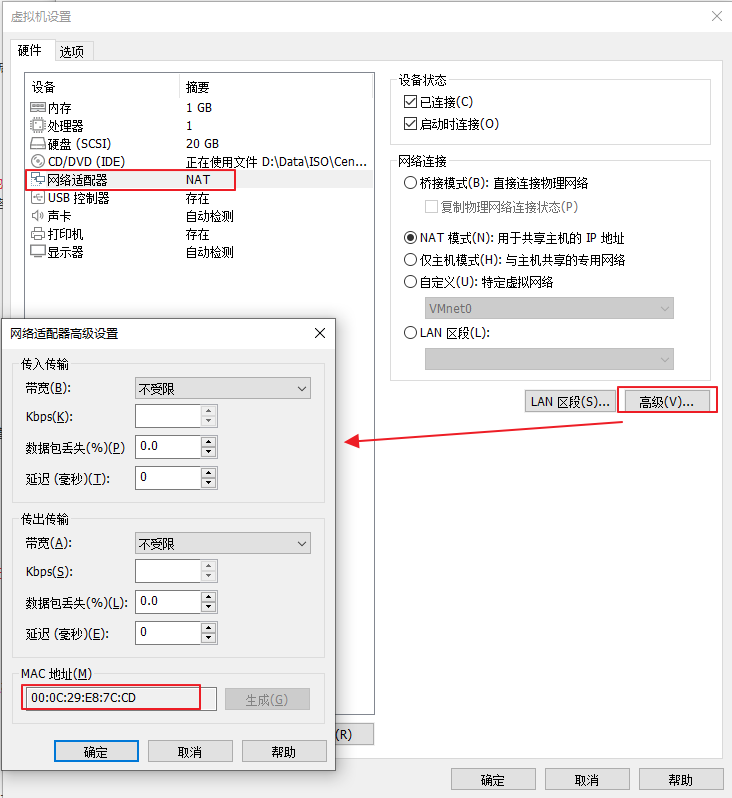 虚拟机设置
硬件 选项
设备 摘要
内存 1 GB
处理器 1
硬盘 (SCSI) 20 GB
CD/DVD (IDE) 正在使用文件 D:\Data\ISO\Cen...
网络适配器 NAT
USB 控制器 存在
声卡 自动检测
打印机 存在
显示器 自动检测
设备状态
已连接(C)
启动时连接(O)
网络连接
桥接模式(B): 直接连接物理网络
复制物理网络连接状态(P)
NAT 模式(N): 用于共享主机的 IP 地址
仅主机模式(H): 与主机共享的专用网络
自定义(U): 特定虚拟网络
VMnet0
LAN 区段(L):
LAN 区段(S)... 高级(V)...
网络适配器高级设置
传入传输
带宽(B): 不受限
Kbps(K):
数据包丢失(%)(P) 0.0
延迟 (毫秒)(T): 0
传出传输
带宽(A): 不受限
Kbps(S):
数据包丢失(%)(L): 0.0
延迟 (毫秒)(E): 0
MAC 地址(M)
00:0C:29:E8:7C:CD 生成(G)
(R)
确定 取消 帮助
确定 取消 帮助